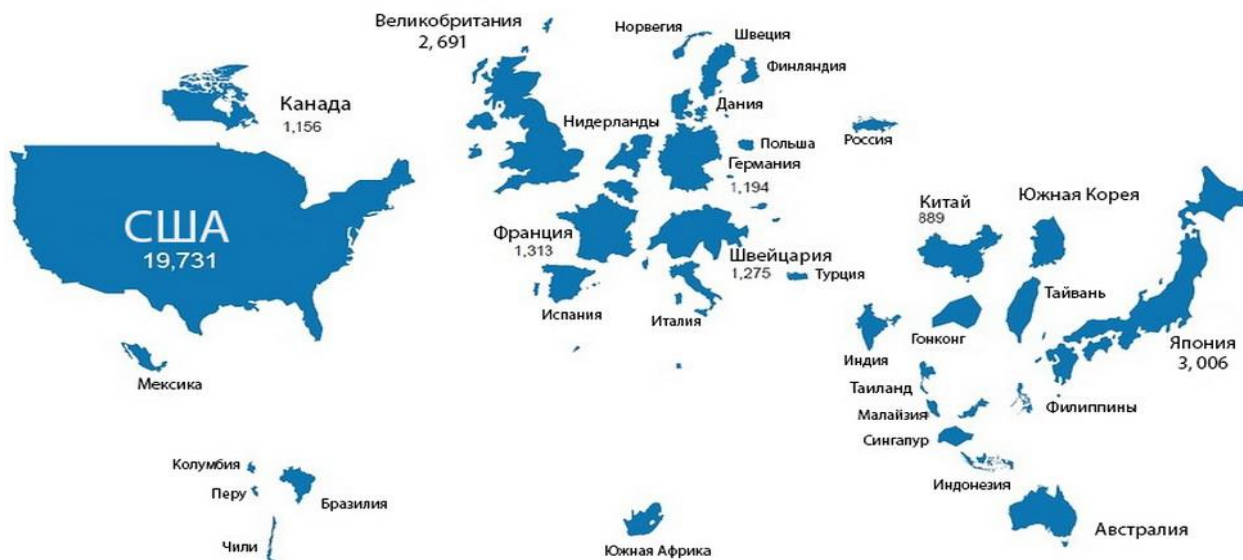 Великобритания
2, 691
Норвегия
Швеция
Финляндия
Канада
1,156
Дания
Нидерланды
Польша
Германия
1,194
Россия
США
19,731
Франция
1,313
Швейцария
1,275
Турция
Испания
Италия
Китай
889
Южная Корея
Тайвань
Гонконг
Индия
Япония
3, 006
Таиланд
Малайзия
Филиппины
Сингапур
Индонезия
Австралия
Мексика
Колумбия
Перу
Бразилия
Чили
Южная Африка